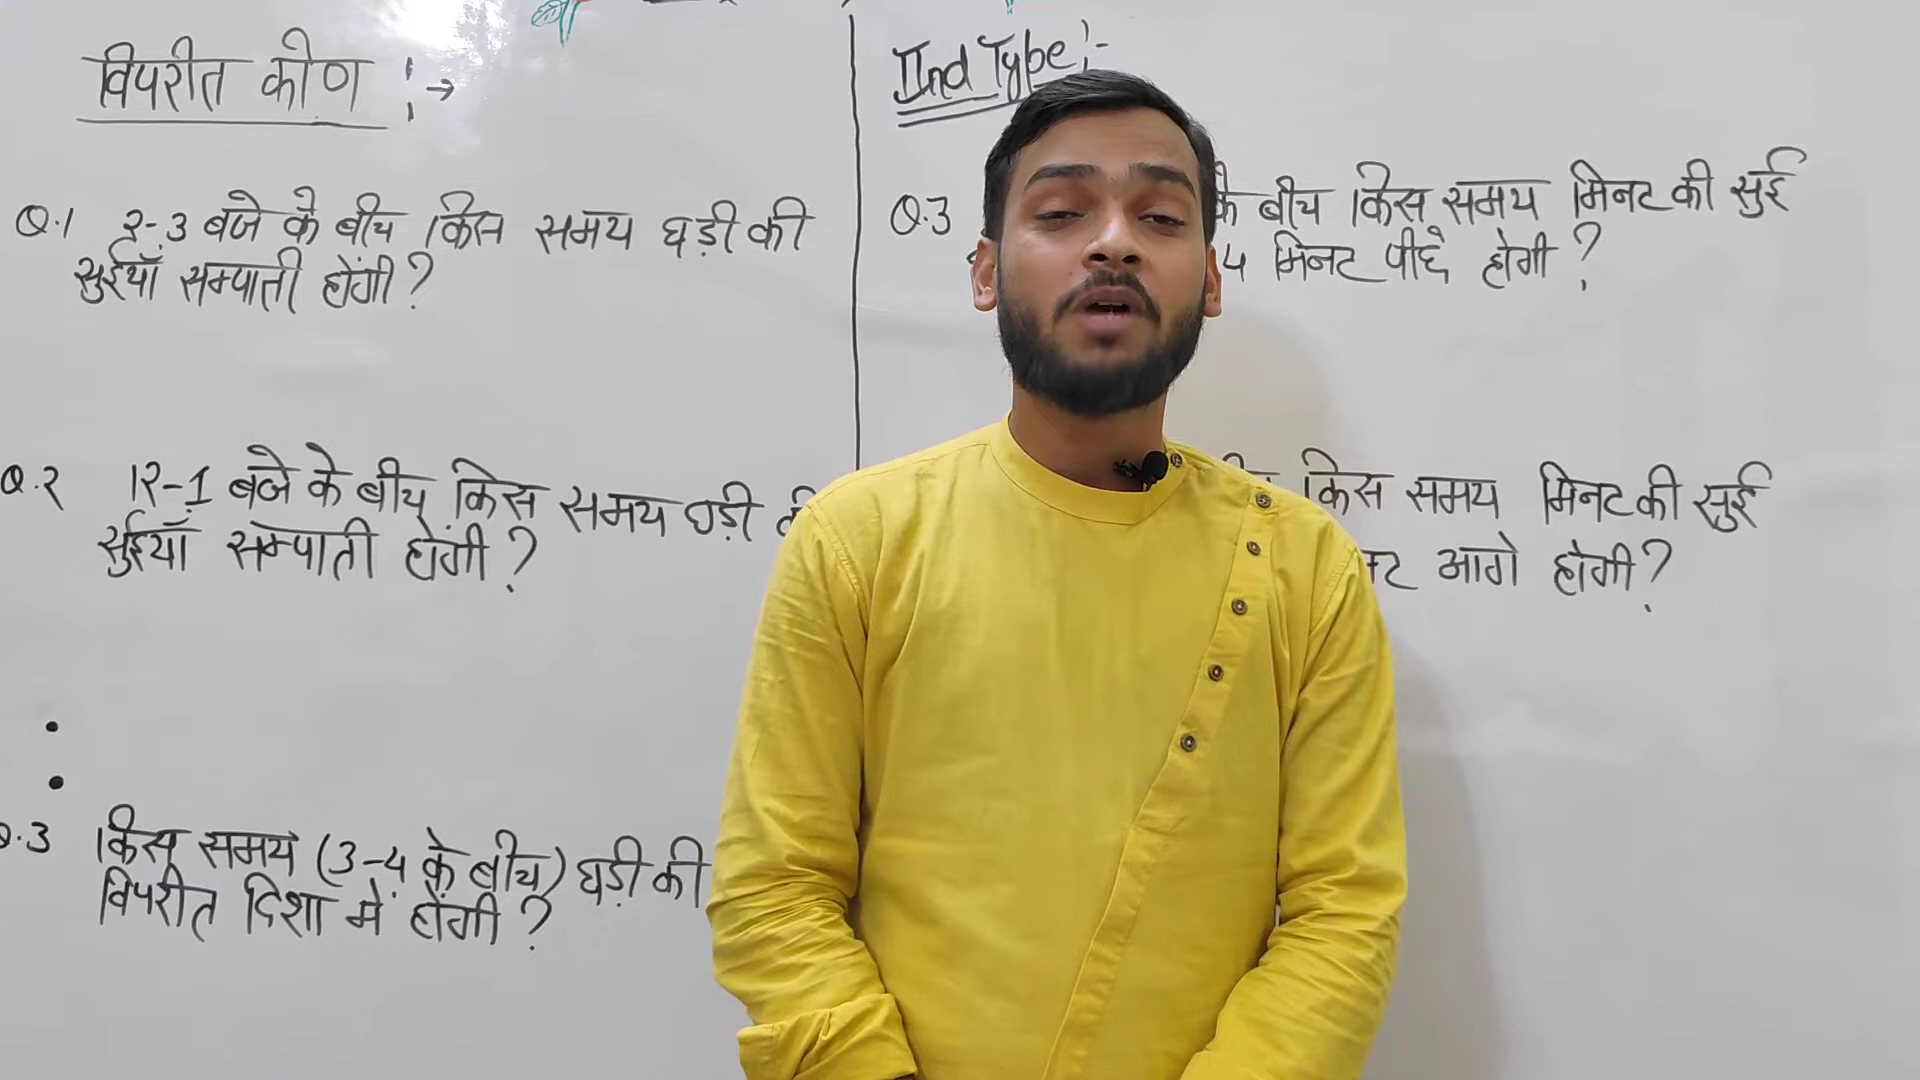 विपरीत कोण :→
Q.1 2-3 बजे के बीच किस समय घड़ी की
सुईयाँ सम्पाती होंगी?
Q.2 12-1 बजे के बीच किस समय घड़ी
सुईयाँ सम्पाती होगी?
Q.3 किस समय (3-4 के बीच) घड़ी की
विपरीत दिशा में होंगी?
IInd Type:-
Q.3 के बीच किस समय मिनट की सुई
4 मिनट पीछे होगी?
किस समय मिनट की सुई
आगे होगी?